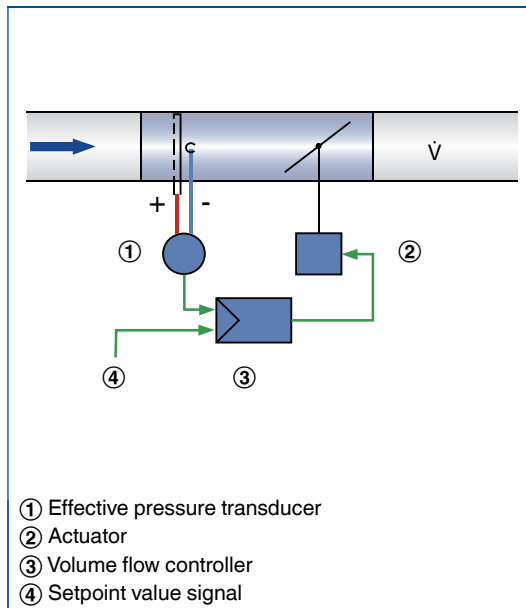 V̇
+ -
① ②
④ ③
① Effective pressure transducer
② Actuator
③ Volume flow controller
④ Setpoint value signal